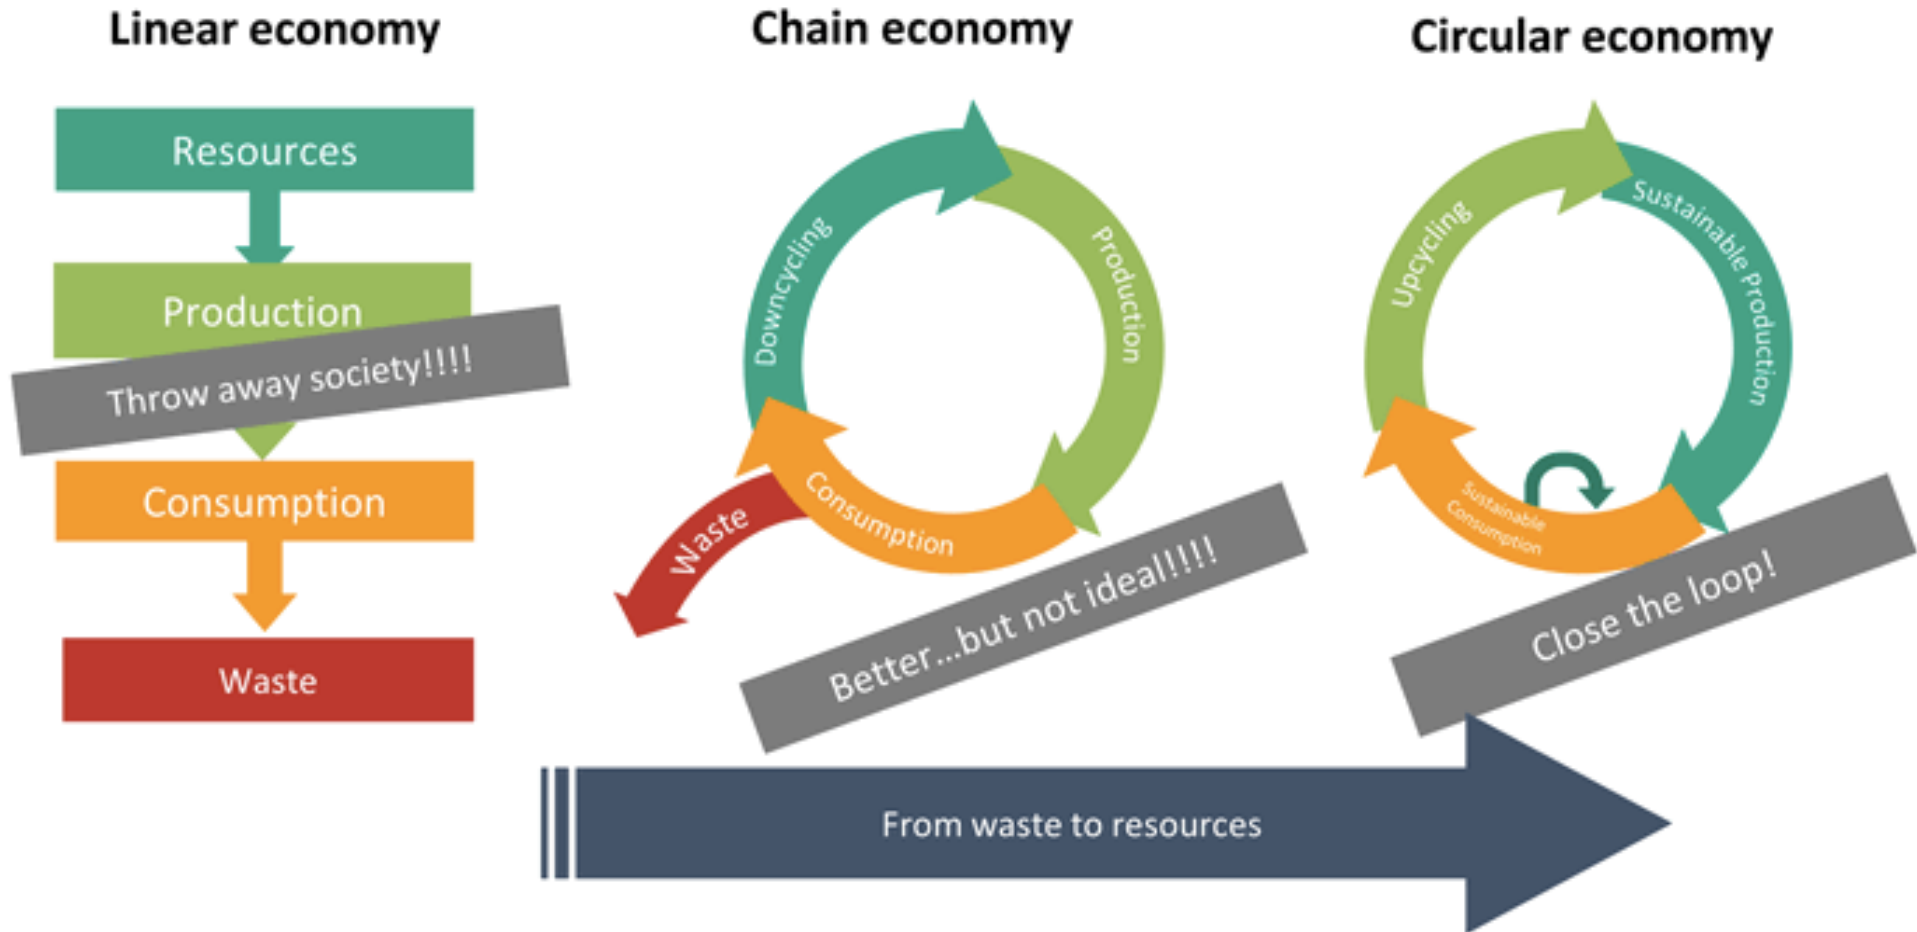 Linear economy
Resources
Production
Throw away society!!!!
Consumption
Waste
Chain economy
Downcycling
Production
Consumption
Waste
Better...but not ideal!!!!
Circular economy
Upcycling
Sustainable Production
Sustainable
Consumption
Close the loop!
From waste to resources